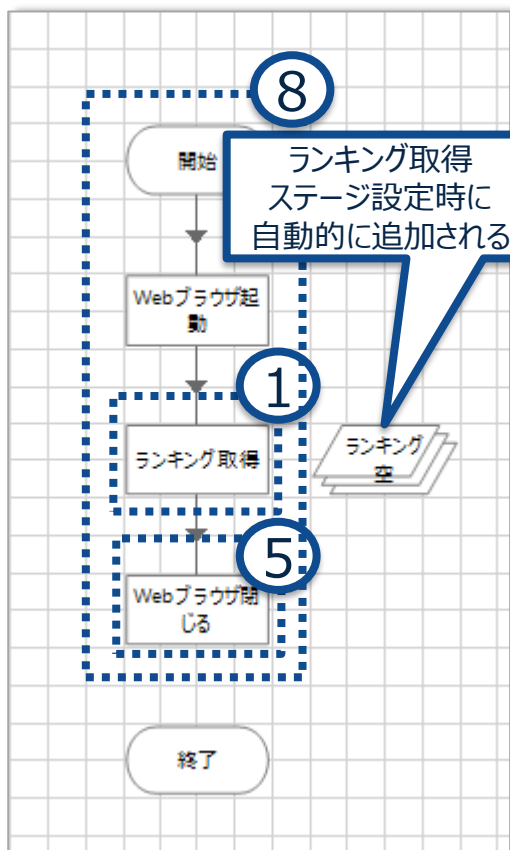 8
開始
ランキング取得
ステージ設定時に
自動的に追加される
Webブラウザ起
動
1
ランキング取得
ランキング
空
5
Webブラウザ閉
じる
終了